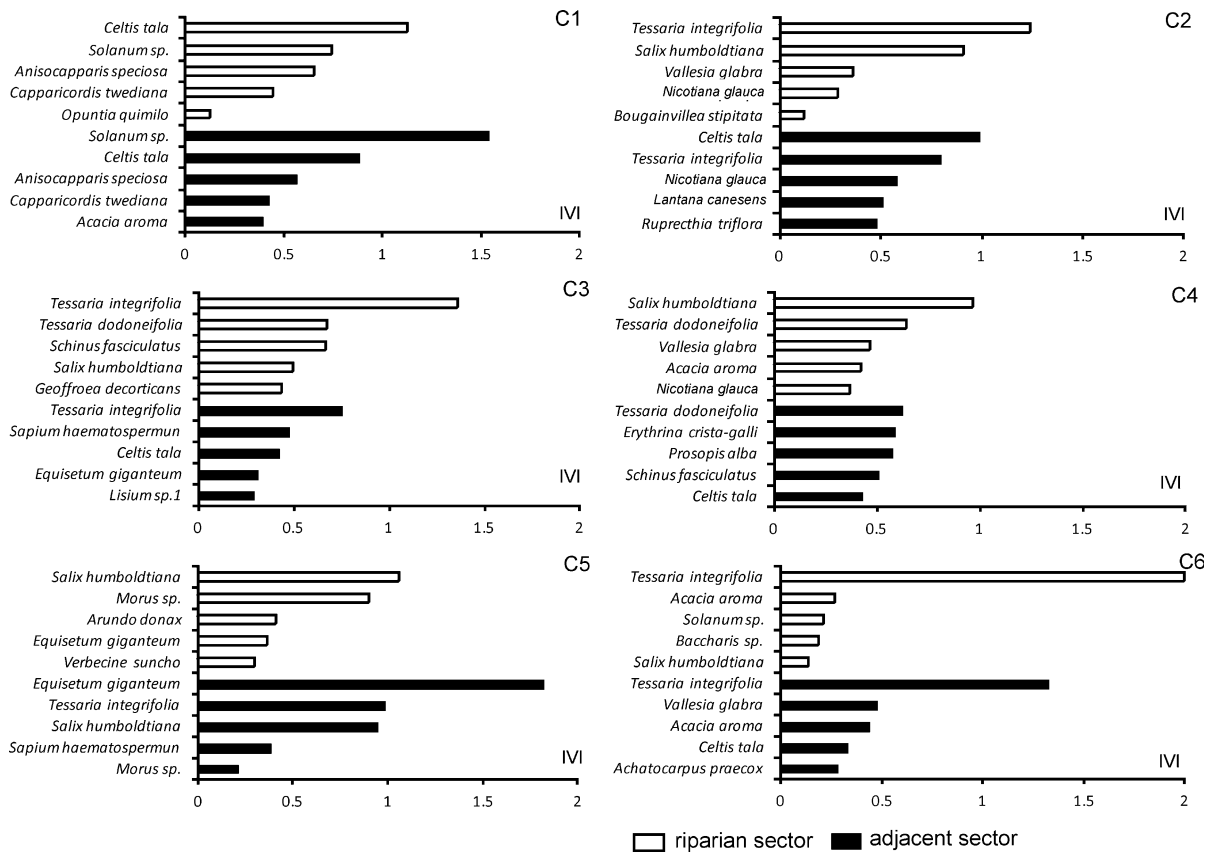 C1
Celtis tala
Solanum sp.
Anisocapparis speciosa
Capparicordis twediana
Opuntia quimilo
Solanum sp.
Celtis tala
Anisocapparis speciosa
Capparicordis twediana
Acacia aroma
IVI
0 0.5 1 1.5 2
C2
Tessaria integrifolia
Salix humboldtiana
Vallesia glabra
Nicotiana glauca
Bougainvillea stipitata
Celtis tala
Tessaria integrifolia
Nicotiana glauca
Lantana canesens
Ruprecthia triflora
IVI
0 0.5 1 1.5 2
C3
Tessaria integrifolia
Tessaria dodoneifolia
Schinus fasciculatus
Salix humboldtiana
Geoffroea decorticans
Tessaria integrifolia
Sapium haematospermun
Celtis tala
Equisetum giganteum
Lisium sp.1
IVI
0 0.5 1 1.5 2
C4
Salix humboldtiana
Tessaria dodoneifolia
Vallesia glabra
Acacia aroma
Nicotiana glauca
Tessaria dodoneifolia
Erythrina crista-galli
Prosopis alba
Schinus fasciculatus
Celtis tala
IVI
0 0.5 1 1.5 2
C5
Salix humboldtiana
Morus sp.
Arundo donax
Equisetum giganteum
Verbecine suncho
Equisetum giganteum
Tessaria integrifolia
Salix humboldtiana
Sapium haematospermun
Morus sp.
IVI
0 0.5 1 1.5 2
C6
Tessaria integrifolia
Acacia aroma
Solanum sp.
Baccharis sp.
Salix humboldtiana
Tessaria integrifolia
Vallesia glabra
Acacia aroma
Celtis tala
Achatocarpus praecox
IVI
0 0.5 1 1.5 2
riparian sector adjacent sector